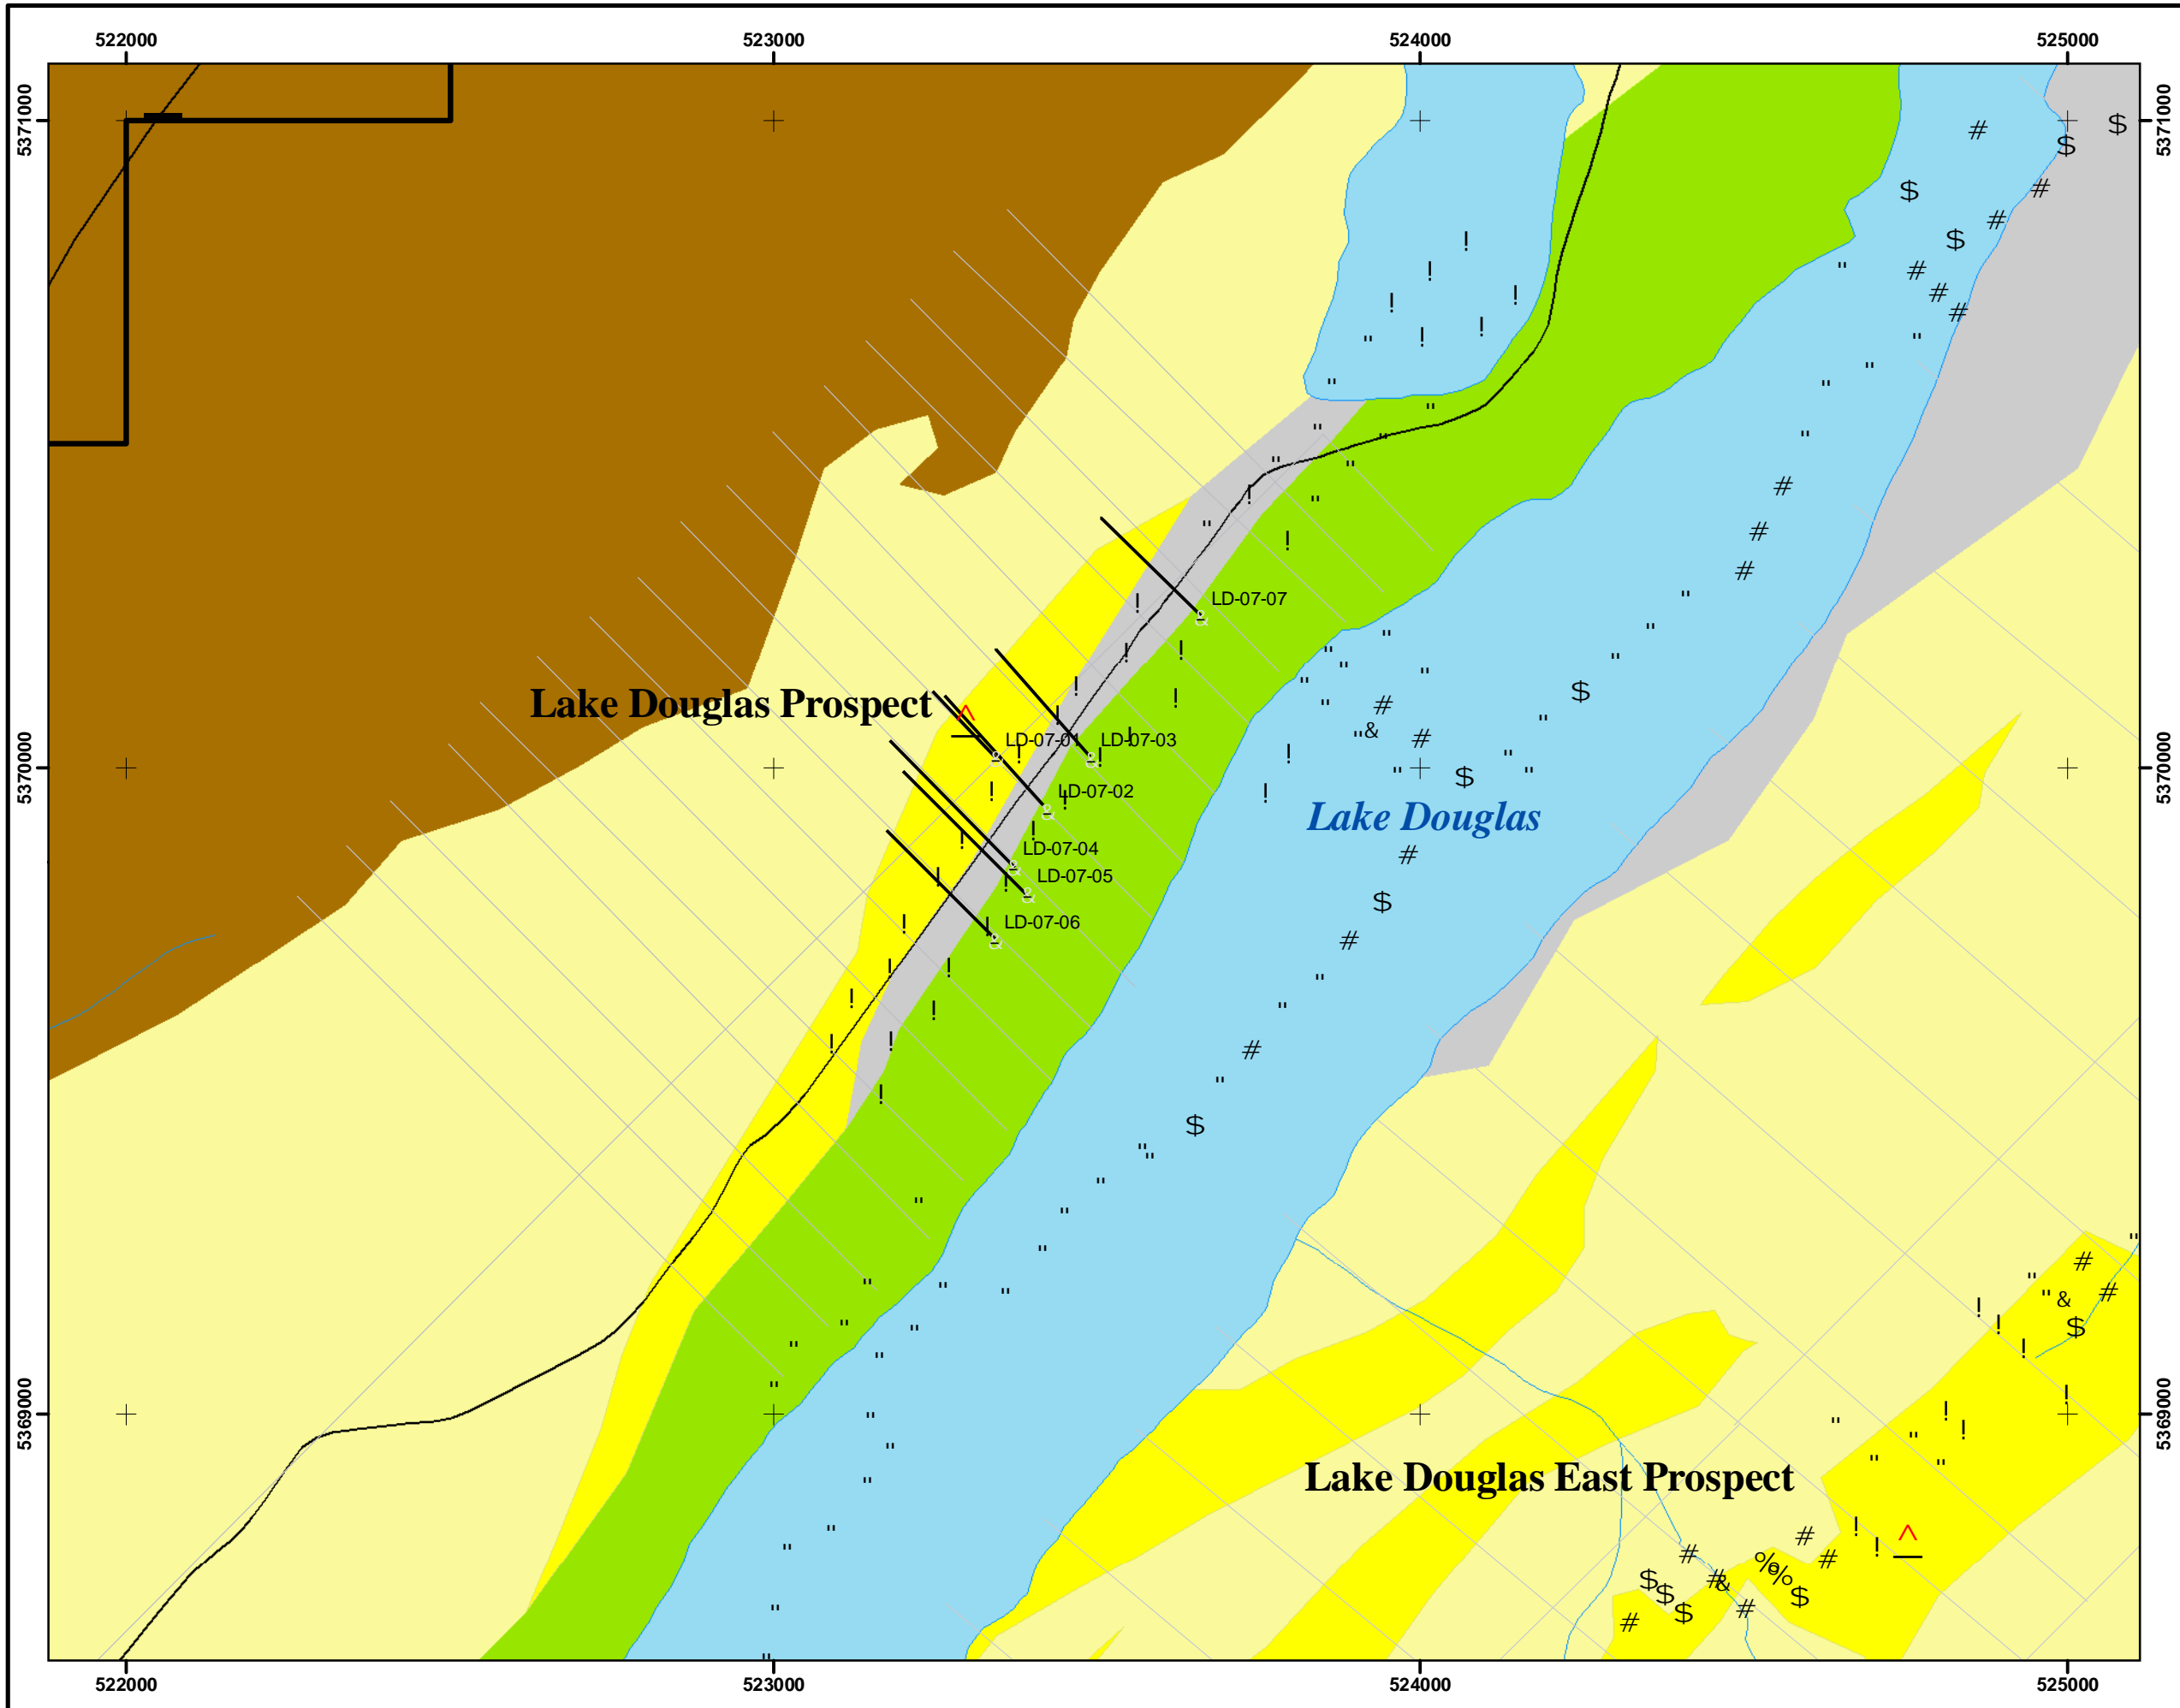 522000 523000 524000 525000
5371000 5371000
LD-07-07
Lake Douglas Prospect
LD-07-01 LD-07-03
5370000 5370000
LD-07-02
Lake Douglas
LD-07-04
LD-07-05
LD-07-06
5369000 5369000
Lake Douglas East Prospect
522000 523000 524000 525000